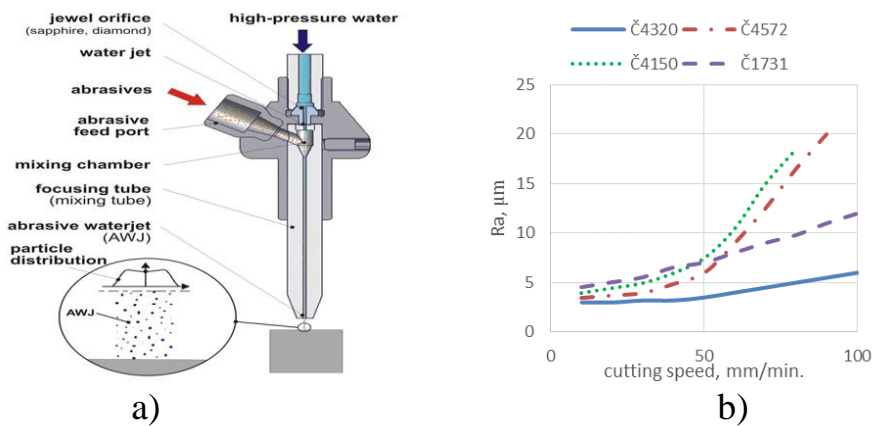 jewel orifice
(sapphire, diamond)
high-pressure water
water jet
abrasives
abrasive
feed port
mixing chamber
focusing tube
(mixing tube)
abrasive waterjet
(AWJ)
particle
distribution
AWJ
a)
Č4320
Č4572
Č4150
Č1731
Ra, µm
25
20
15
10
5
0
0
50
100
cutting speed, mm/min.
b)